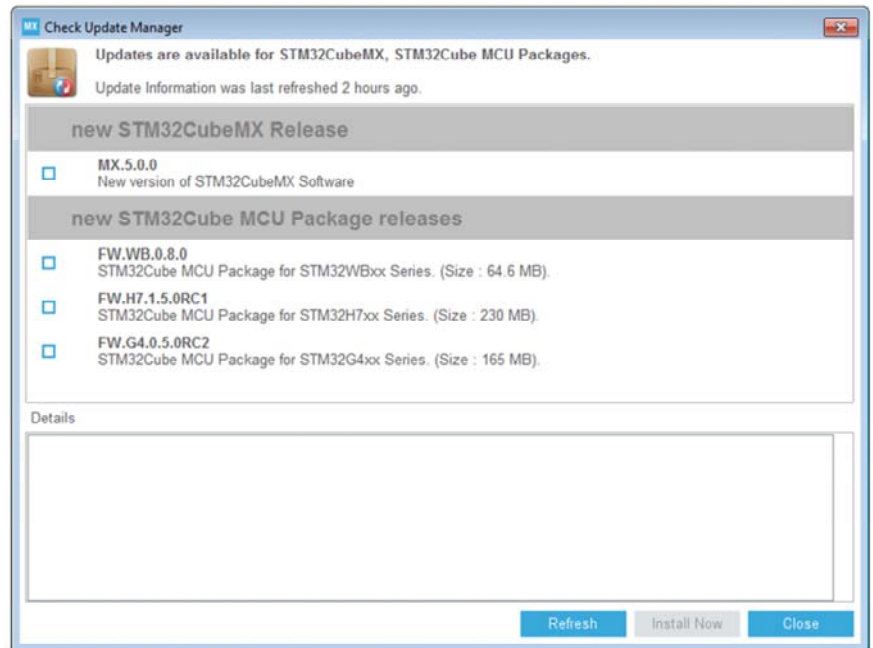 MX Check Update Manager
Updates are available for STM32CubeMX, STM32Cube MCU Packages.
Update Information was last refreshed 2 hours ago.
new STM32CubeMX Release
MX.5.0.0
New version of STM32CubeMX Software
new STM32Cube MCU Package releases
FW.WB.0.8.0
STM32Cube MCU Package for STM32WBxx Series. (Size : 64.6 MB).
FW.H7.1.5.0RC1
STM32Cube MCU Package for STM32H7xx Series. (Size : 230 MB).
FW.G4.0.5.0RC2
STM32Cube MCU Package for STM32G4xx Series. (Size : 165 MB).
Details
Refresh Install Now Close